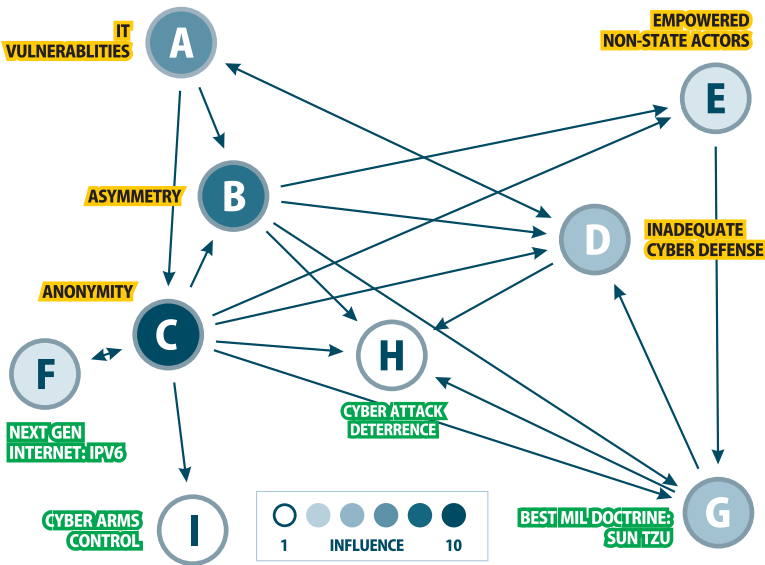 IT
VULNERABLITIES
A
EMPOWERED
NON-STATE ACTORS
E
ASYMMETRY
B
D
INADEQUATE
CYBER DEFENSE
ANONYMITY
C
F
NEXT GEN
INTERNET: IPV6
H
CYBER ATTACK
DETERRENCE
CYBER ARMS
CONTROL
I
1 INFLUENCE 10
BEST MIL DOCTRINE:
SUN TZU
G